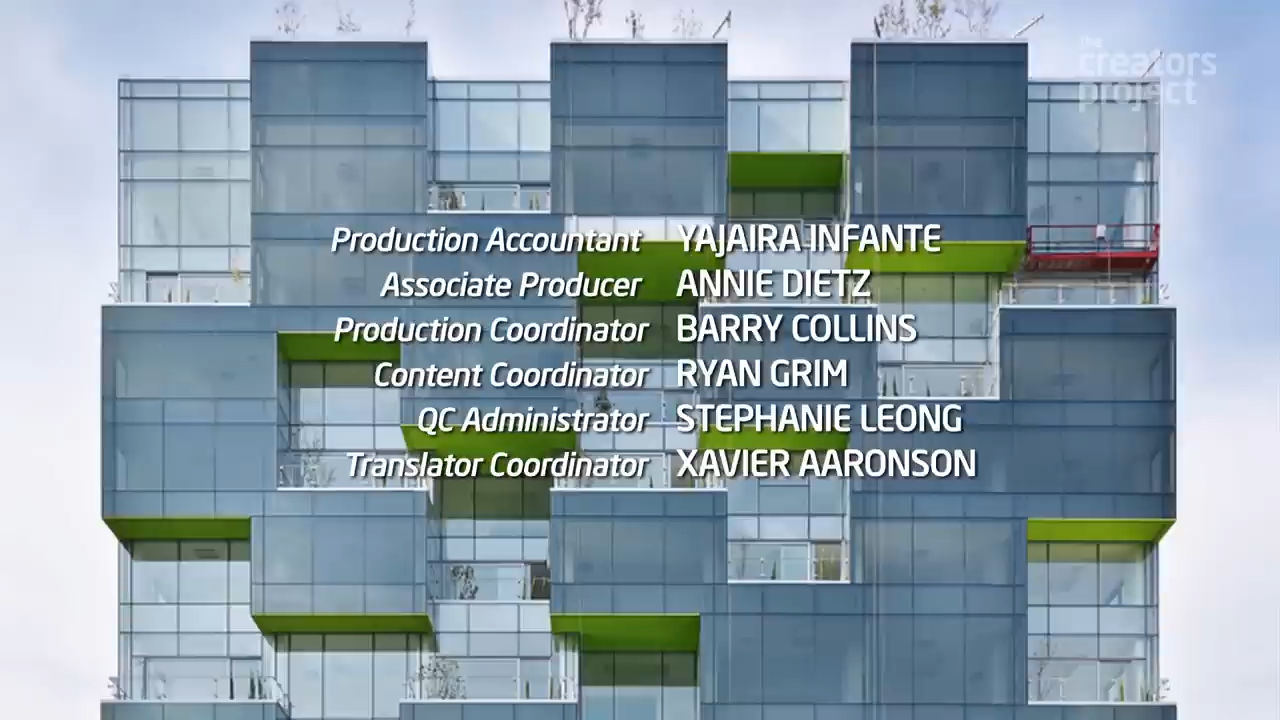 the
creators
project
Production Accountant YAJAIRA INFANTE
Associate Producer ANNIE DIETZ
Production Coordinator BARRY COLLINS
Content Coordinator RYAN GRIM
QC Administrator STEPHANIE LEONG
Translator Coordinator XAVIER AARONSON